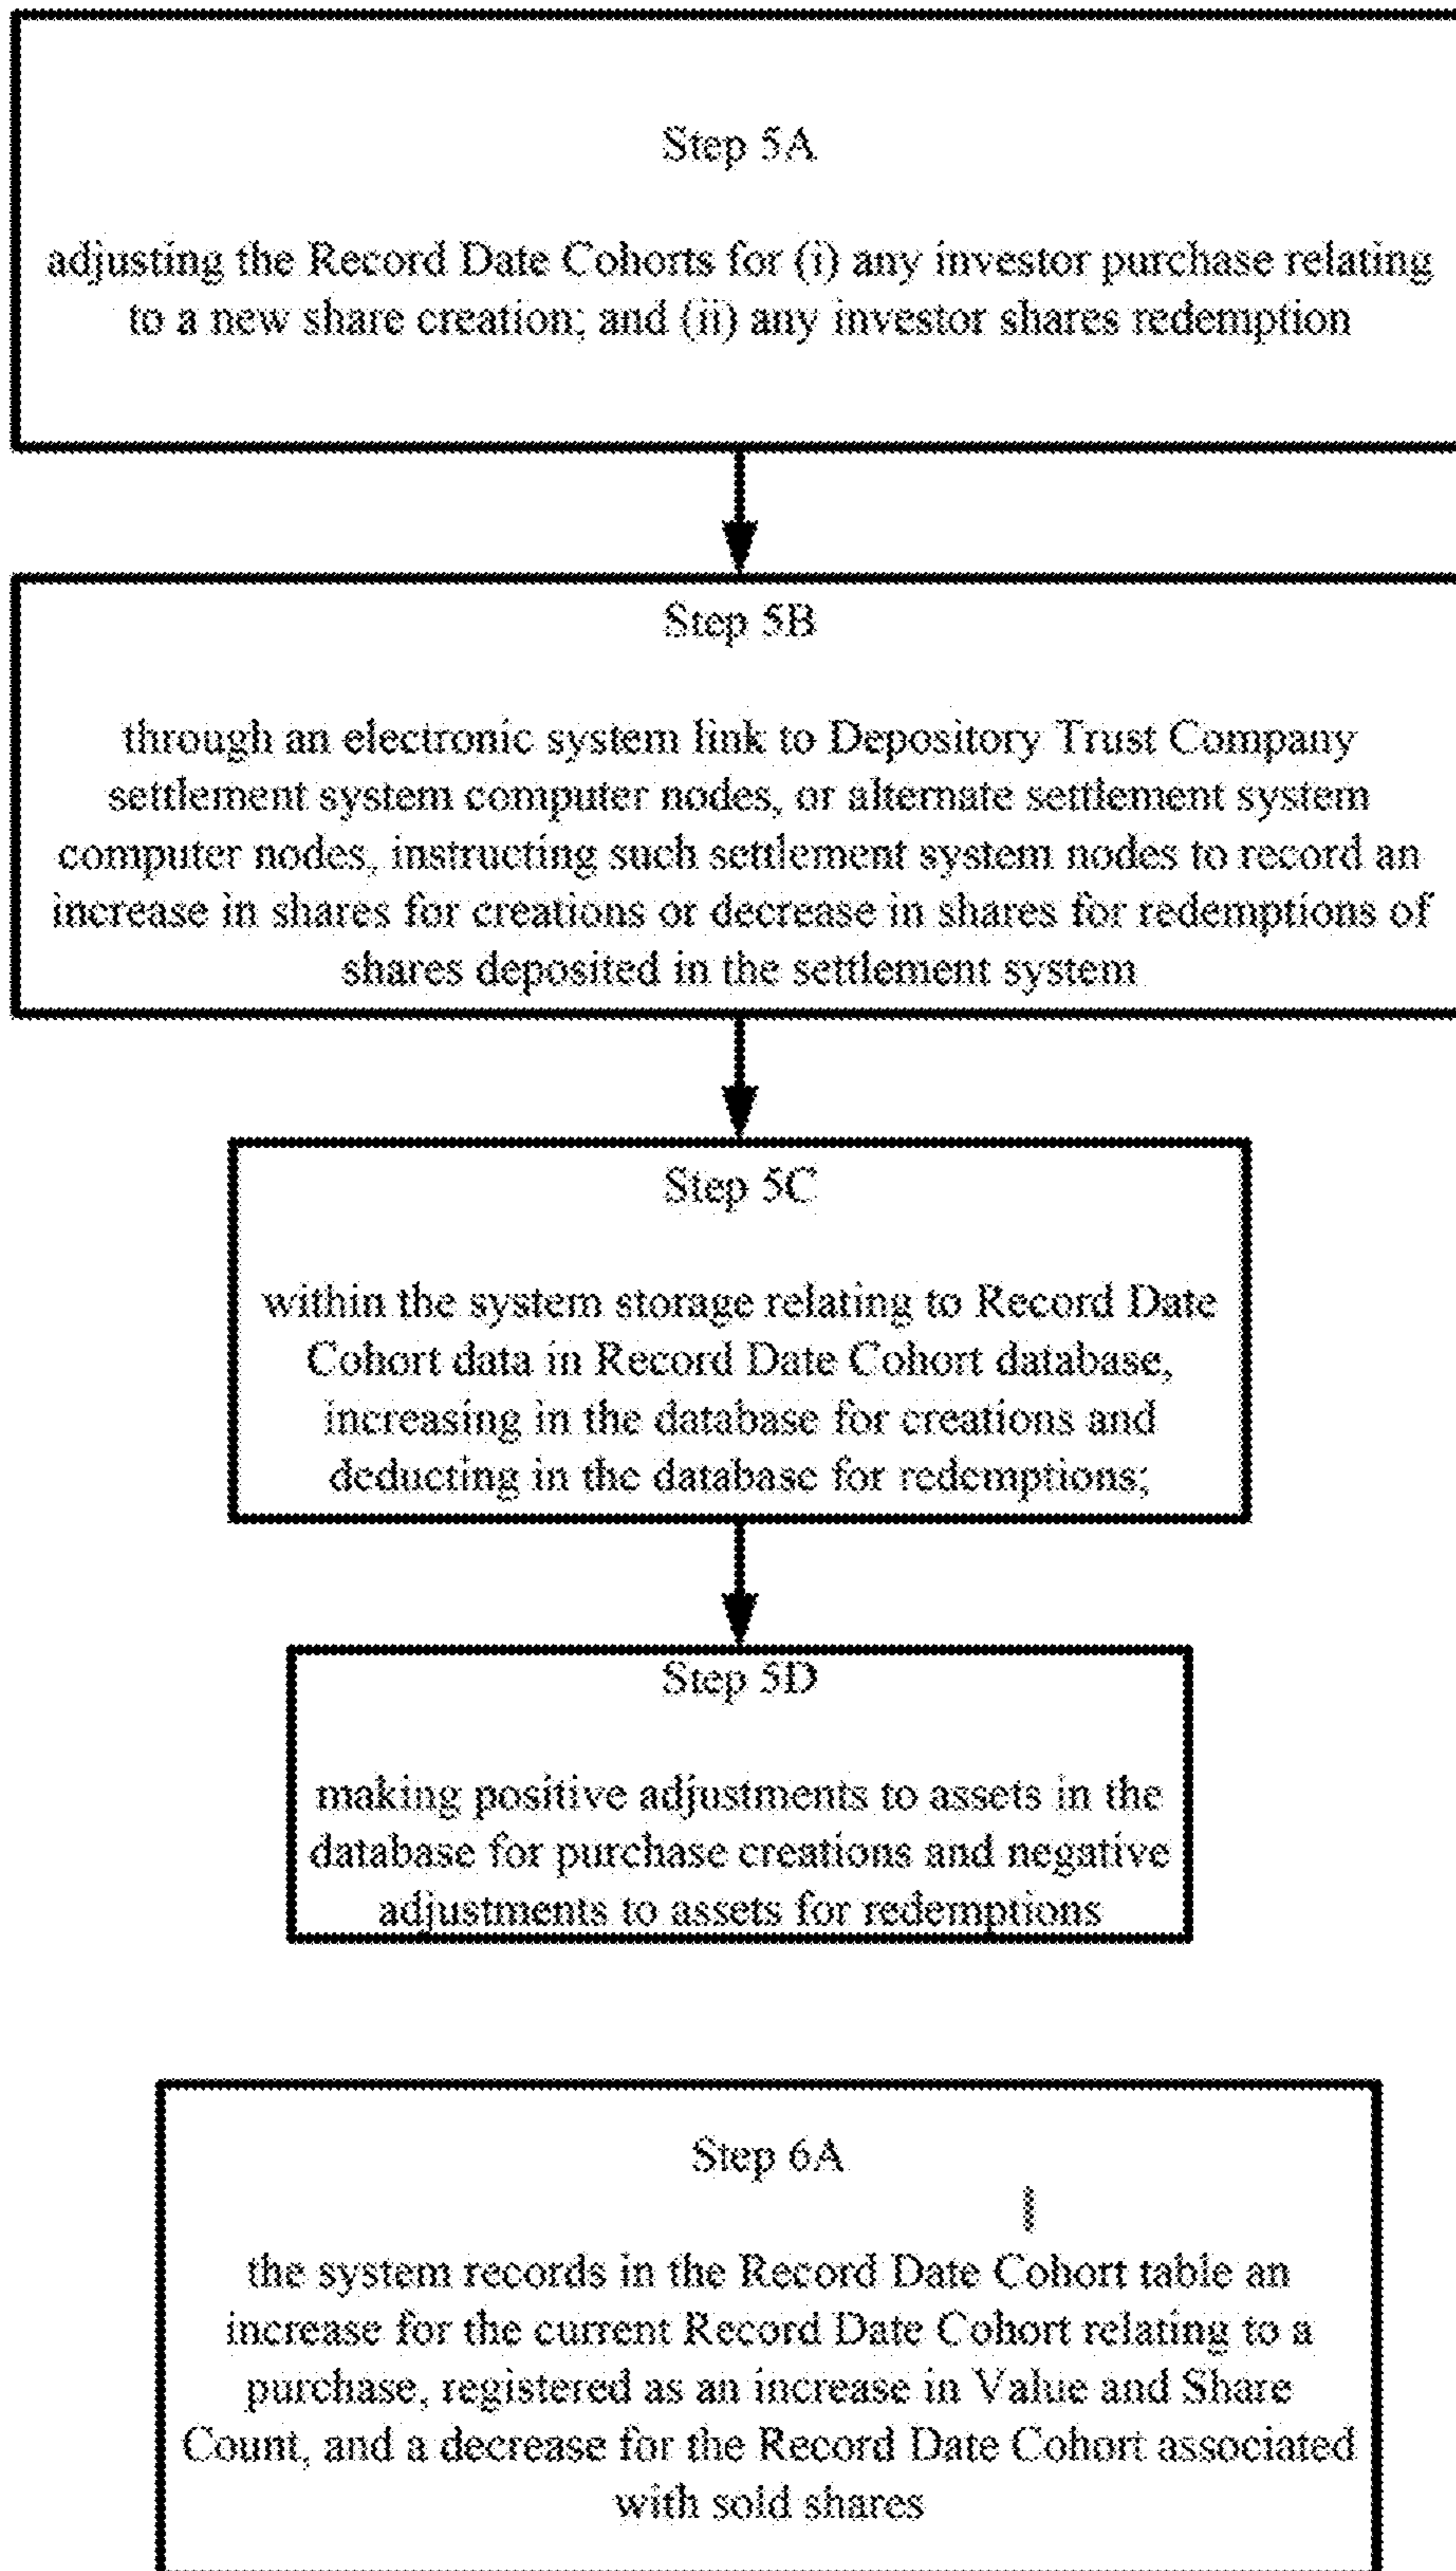 Step 5A
adjusting the Record Date Cohorts for (i) any investor purchase relating
to a new share creation; and (ii) any investor shares redemption
Step 5B
through an electronic system link to Depository Trust Company
settlement system computer nodes, or alternate settlement system
computer nodes, instructing such settlement system nodes to record an
increase in shares for creations or decrease in shares for redemptions of
shares deposited in the settlement system
Step 5C
within the system storage relating to Record Date
Cohort data in Record Date Cohort database,
increasing in the database for creations and
deducting in the database for redemptions;
Step 5D
making positive adjustments to assets in the
database for purchase creations and negative
adjustments to assets for redemptions
Step 6A
the system records in the Record Date Cohort table an
increase for the current Record Date Cohort relating to a
purchase, registered as an increase in Value and Share
Count, and a decrease for the Record Date Cohort associated
with sold shares